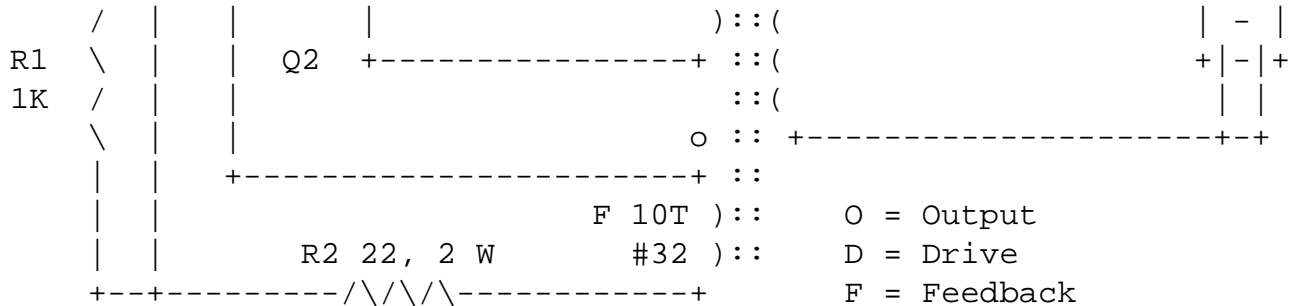 / | | | )::( | - |
R1 \ | | Q2 +----------------+ ::( +|-|+
1K / | | ::( | |
\ | | o :: +---------------------+-+
| | +-----------------------+ ::
| | F 10T ):: O = Output
| | R2 22, 2 W #32 ):: D = Drive
+--+---------/\/\/\------------+ F = Feedback